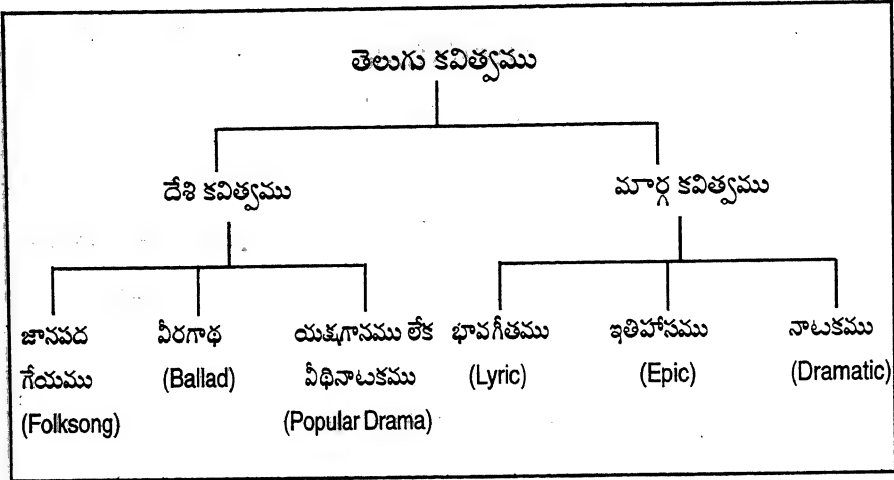 తెలుగు కవిత్వము
దేశి కవిత్వము
మార్గ కవిత్వము
జానపద
గేయము
(Folksong)
వీరగాథ
(Ballad)
యక్షగానము లేక
వీథినాటకము
(Popular Drama)
భావగీతము
(Lyric)
ఇతిహాసము
(Epic)
నాటకము
(Dramatic)